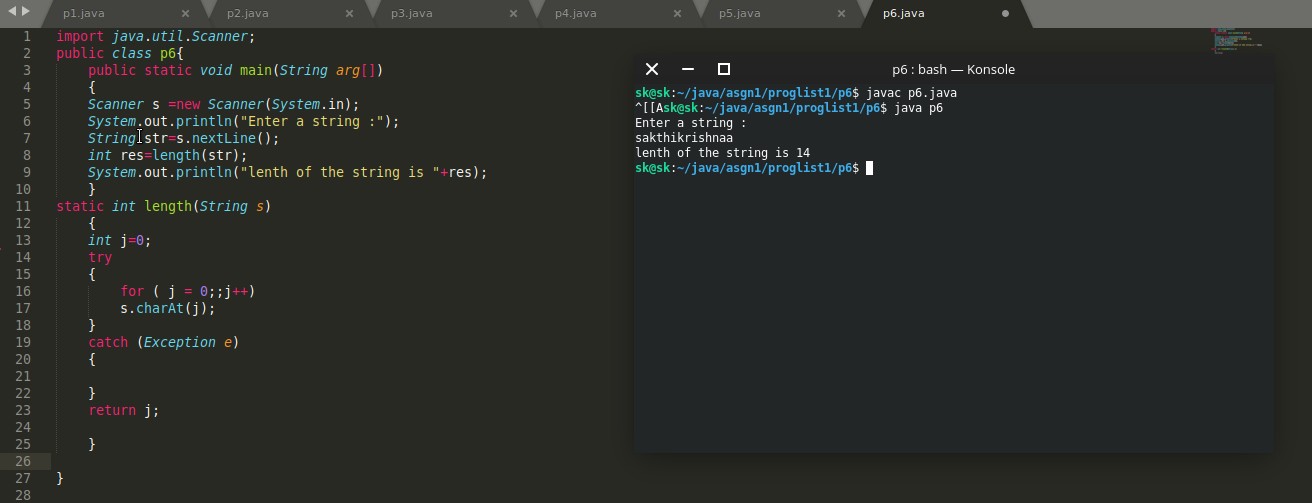 p1.java × p2.java × p3.java × p4.java × p5.java × p6.java
1 import java.util.Scanner;
2 public class p6{
3 public static void main(String arg[])
4 {
5 Scanner s =new Scanner(System.in);
6 System.out.println("Enter a string :");
7 String str=s.nextLine();
8 int res=length(str);
9 System.out.println("lenth of the string is "+res);
10 }
11 static int length(String s)
12 {
13 int j=0;
14 try
15 {
16 for ( j = 0;;j++)
17 s.charAt(j);
18 }
19 catch (Exception e)
20 {
21
22 }
23 return j;
24
25 }
26
27 }
28
p6 : bash — Konsole
sk@sk:~/java/asgn1/proglist1/p6$ javac p6.java
^[[Ask@sk:~/java/asgn1/proglist1/p6$ java p6
Enter a string :
sakthikrishnaa
lenth of the string is 14
sk@sk:~/java/asgn1/proglist1/p6$